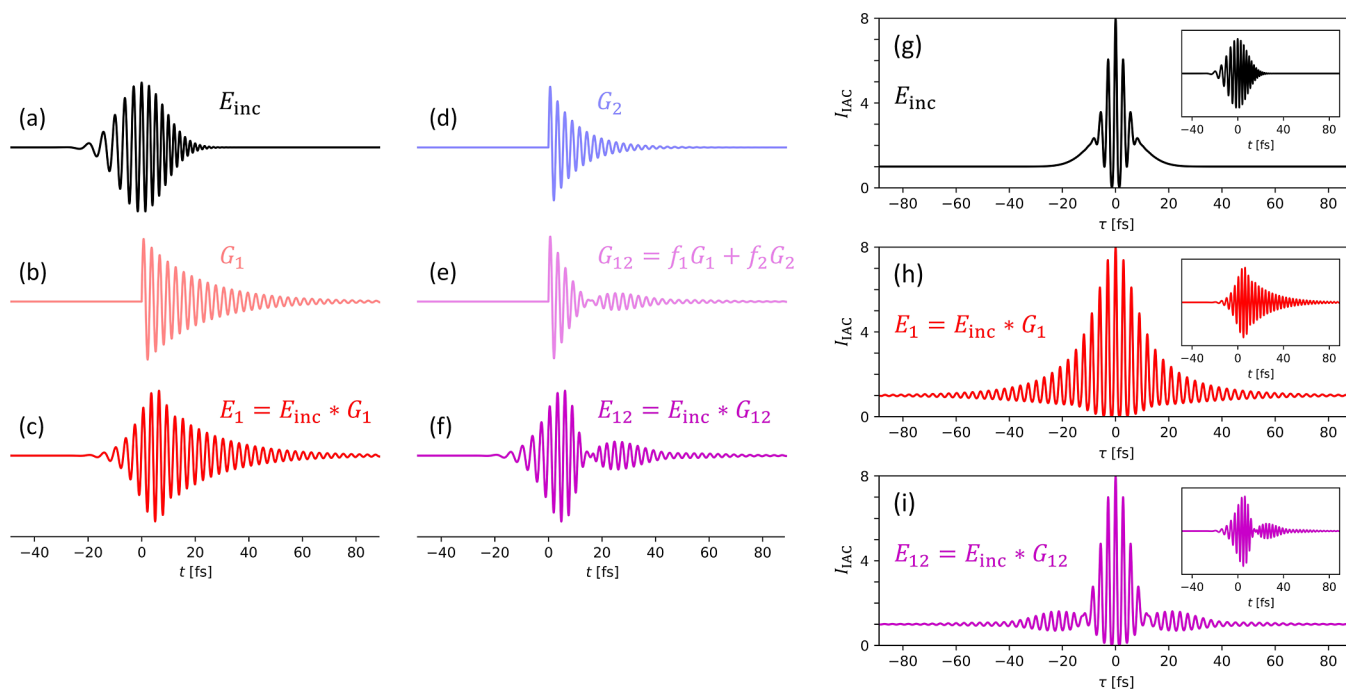 (a)
E_inc
(b)
G_1
(c)
E_1 = E_inc * G_1
−40 −20 0 20 40 60 80
t [fs]
(d)
G_2
(e)
G_12 = f_1G_1 + f_2G_2
(f)
E_12 = E_inc * G_12
−40 −20 0 20 40 60 80
t [fs]
(g)
E_inc
I_IAC
8
4
0
−80 −60 −40 −20 0 20 40 60 80
τ [fs]
−40 0 40 80
t [fs]
(h)
E_1 = E_inc * G_1
I_IAC
8
4
0
−80 −60 −40 −20 0 20 40 60 80
τ [fs]
−40 0 40 80
t [fs]
(i)
E_12 = E_inc * G_12
I_IAC
8
4
0
−80 −60 −40 −20 0 20 40 60 80
τ [fs]
−40 0 40 80
t [fs]